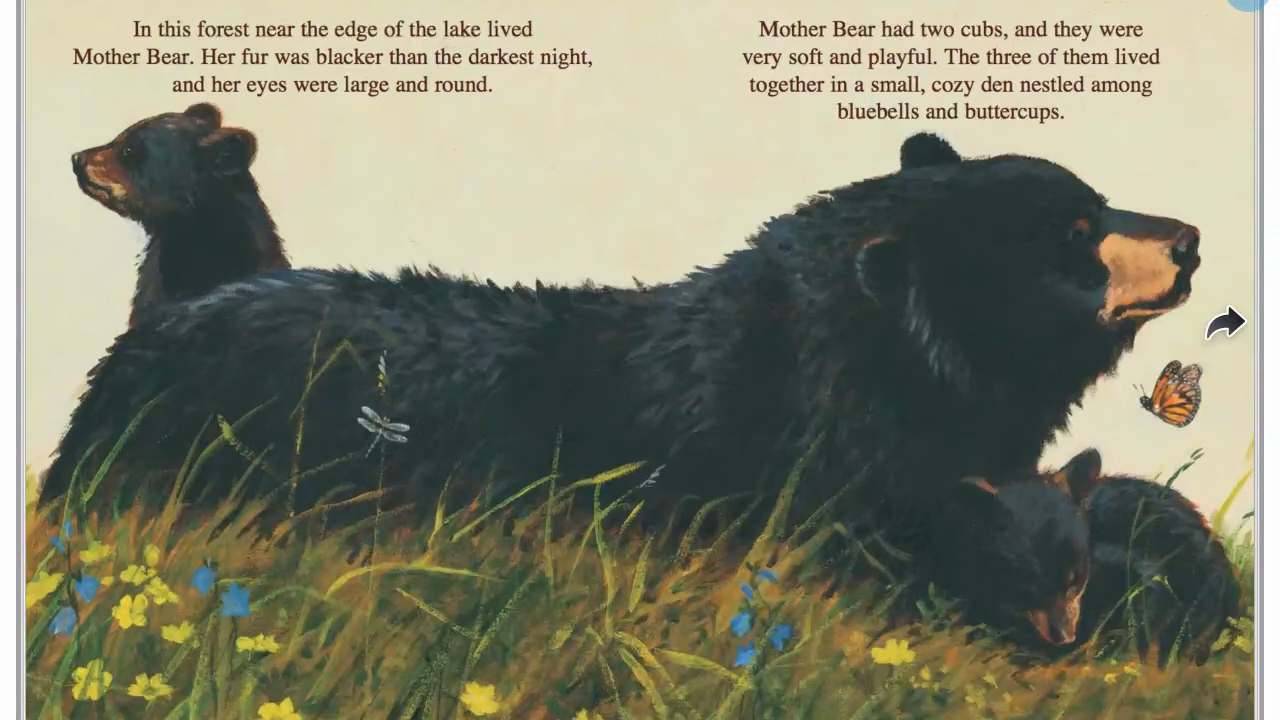 In this forest near the edge of the lake lived
Mother Bear. Her fur was blacker than the darkest night,
and her eyes were large and round.
Mother Bear had two cubs, and they were
very soft and playful. The three of them lived
together in a small, cozy den nestled among
bluebells and buttercups.